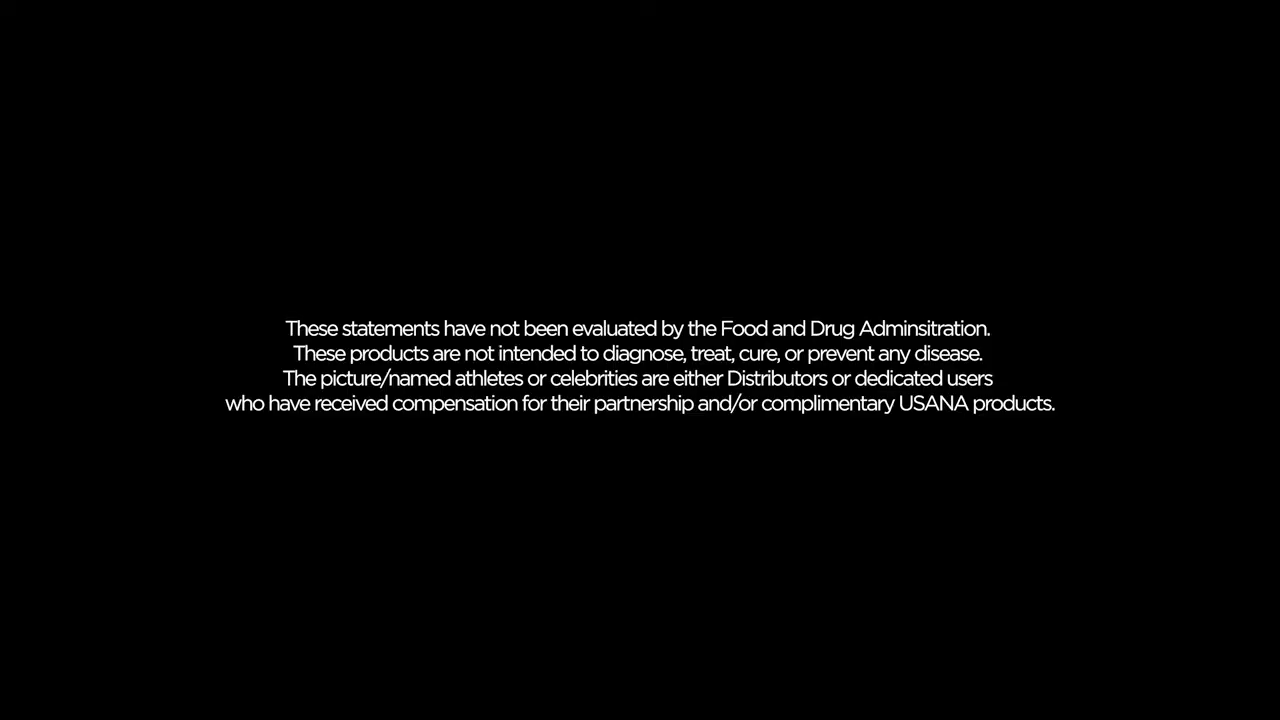 These statements have not been evaluated by the Food and Drug Adminsitration.
These products are not intended to diagnose, treat, cure, or prevent any disease.
The picture/named athletes or celebrities are either Distributors or dedicated users
who have received compensation for their partnership and/or complimentary USANA products.